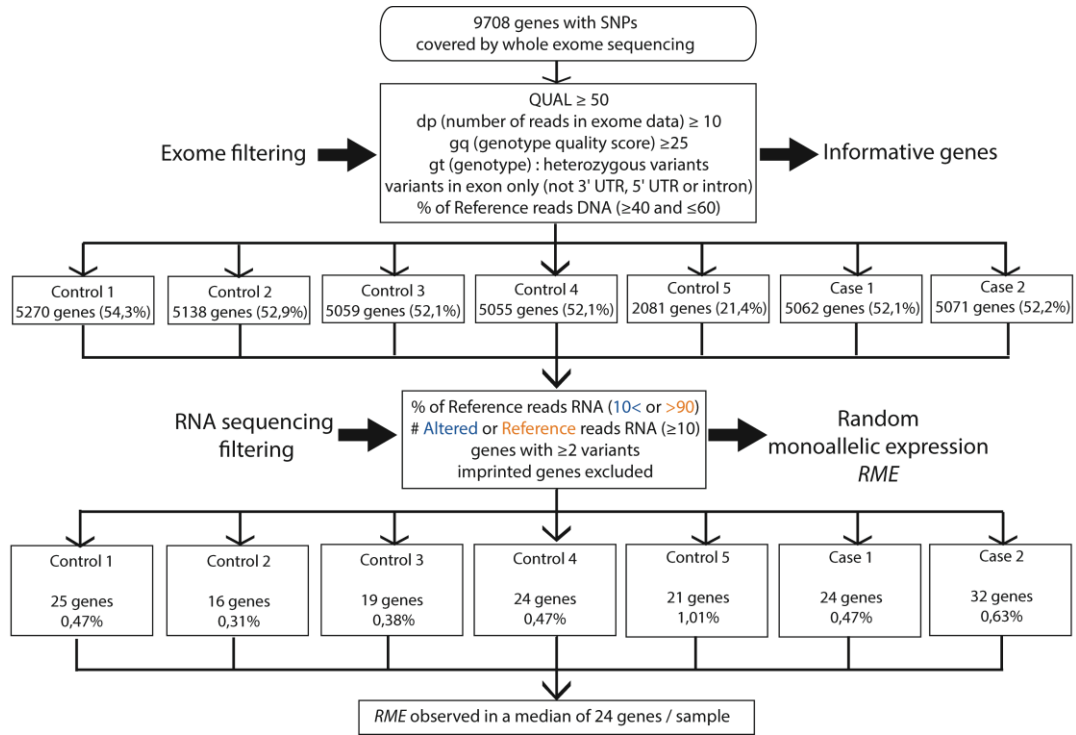 9708 genes with SNPs
covered by whole exome sequencing
QUAL ≥ 50
dp (number of reads in exome data) ≥ 10
gq (genotype quality score) ≥25
gt (genotype) : heterozygous variants
variants in exon only (not 3' UTR, 5' UTR or intron)
% of Reference reads DNA (≥40 and ≤60)
Exome filtering
Informative genes
Control 1
5270 genes (54,3%)
Control 2
5138 genes (52,9%)
Control 3
5059 genes (52,1%)
Control 4
5055 genes (52,1%)
Control 5
2081 genes (21,4%)
Case 1
5062 genes (52,1%)
Case 2
5071 genes (52,2%)
RNA sequencing
filtering
% of Reference reads RNA (10< or >90)
# Altered or Reference reads RNA (≥10)
genes with ≥2 variants
imprinted genes excluded
Random
monoallelic expression
RME
Control 1
25 genes
0,47%
Control 2
16 genes
0,31%
Control 3
19 genes
0,38%
Control 4
24 genes
0,47%
Control 5
21 genes
1,01%
Case 1
24 genes
0,47%
Case 2
32 genes
0,63%
RME observed in a median of 24 genes / sample